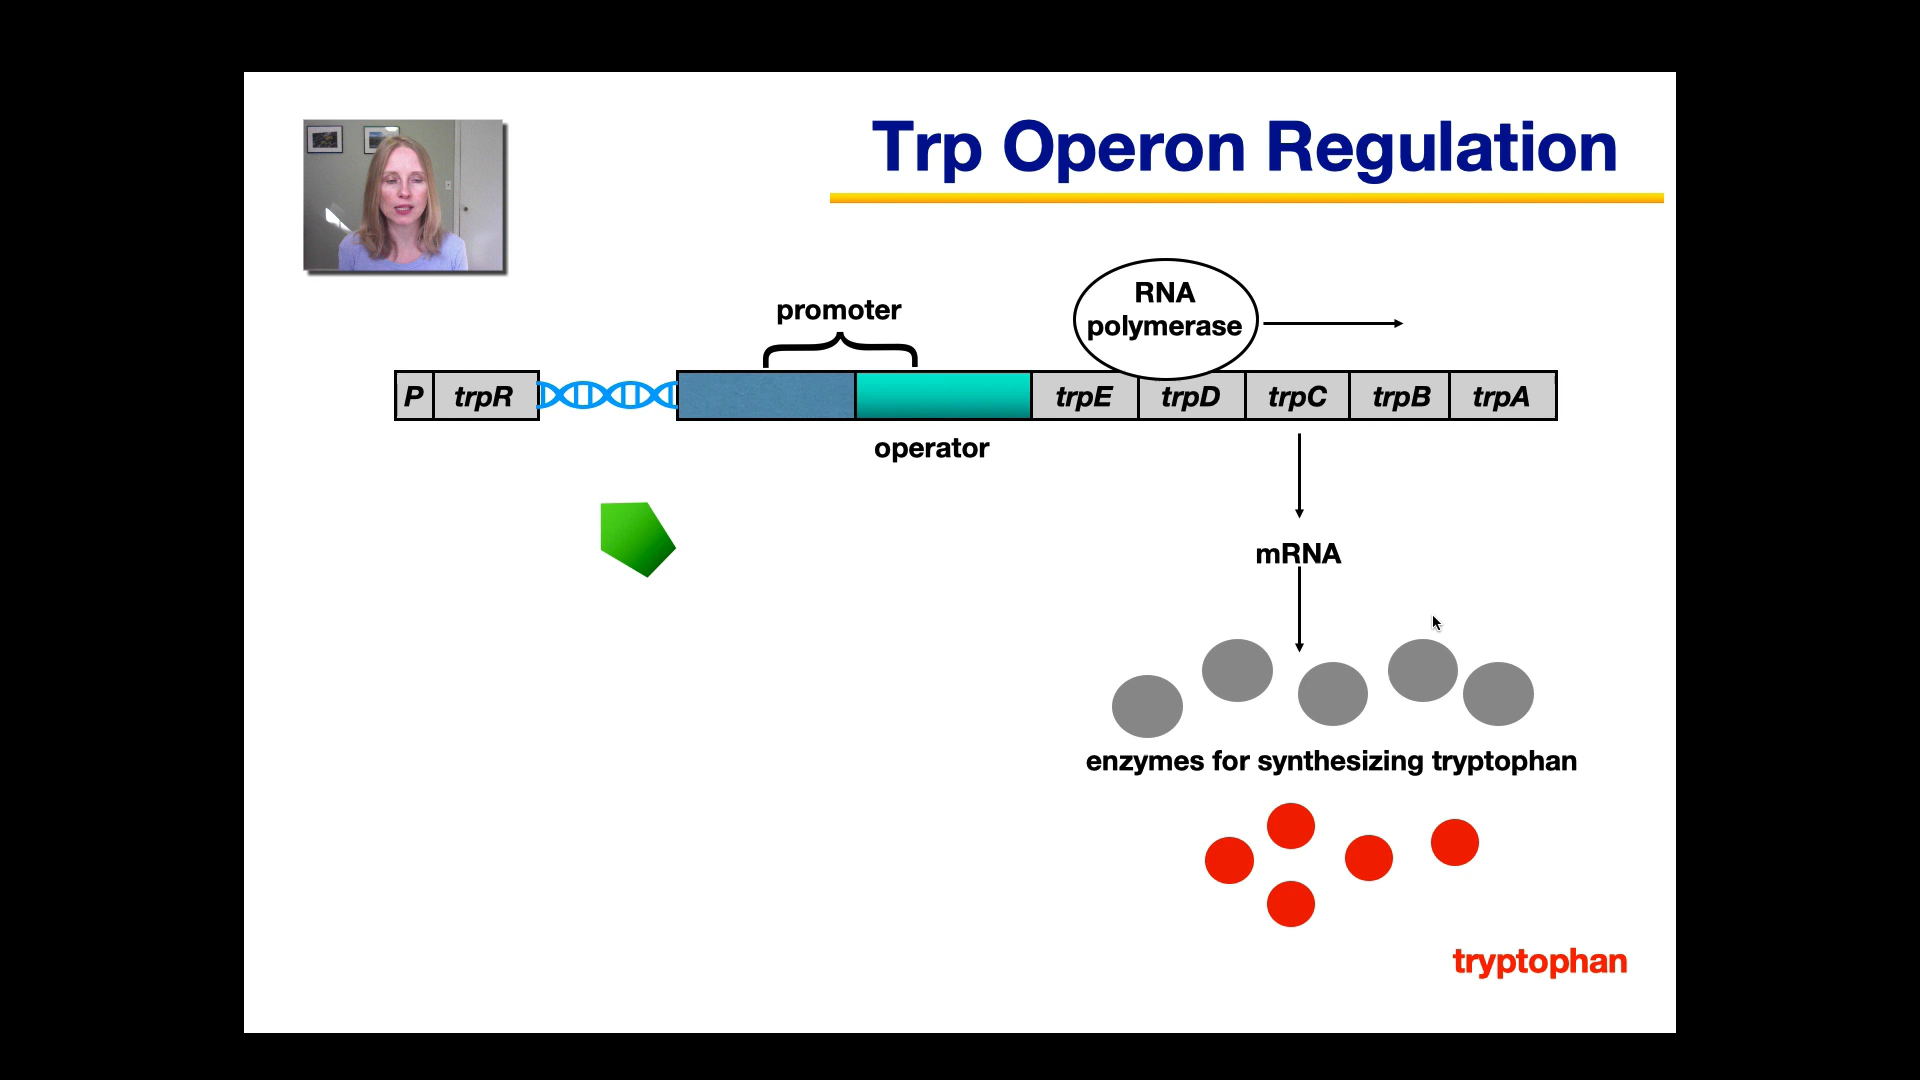 Trp Operon Regulation
RNA
polymerase
promoter
P trpR trpE trpD trpC trpB trpA
operator
mRNA
enzymes for synthesizing tryptophan
tryptophan